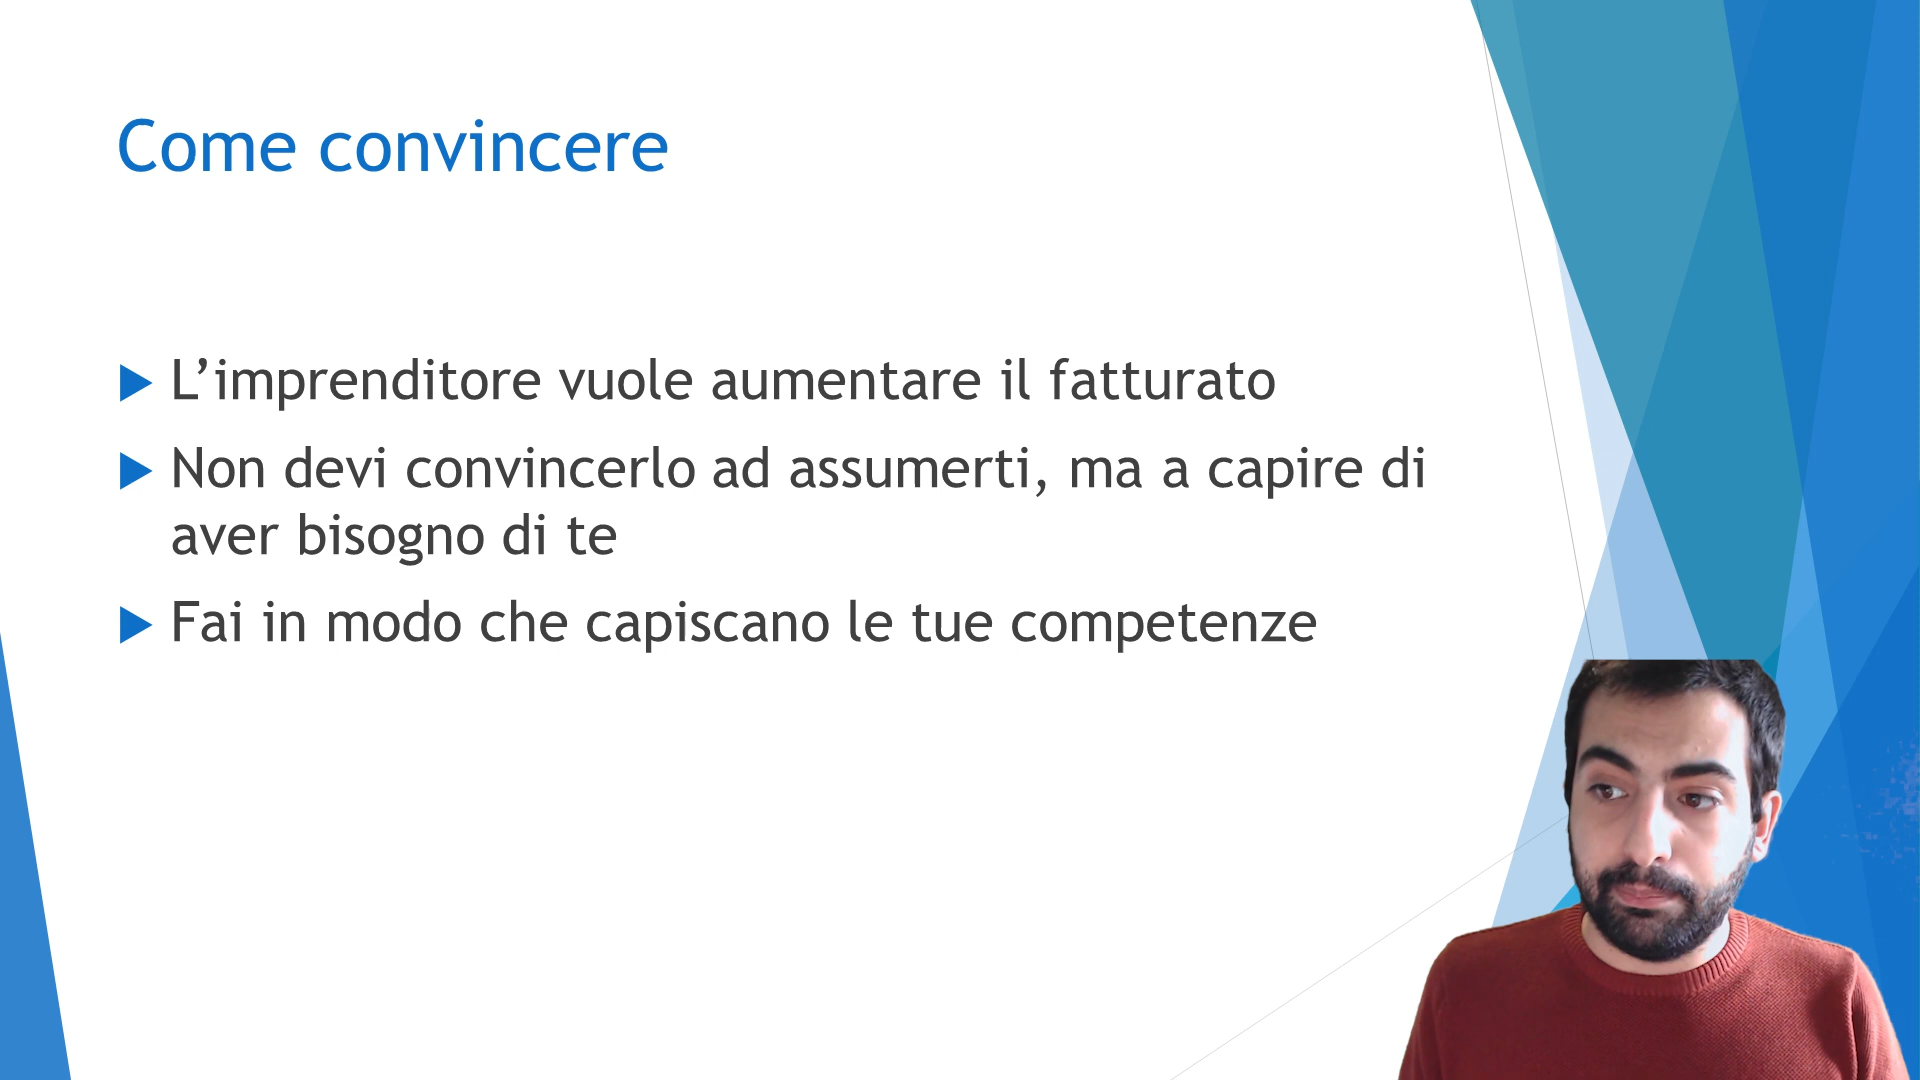 Come convincere
L’imprenditore vuole aumentare il fatturato
Non devi convincerlo ad assumerti, ma a capire di
aver bisogno di te
Fai in modo che capiscano le tue competenze